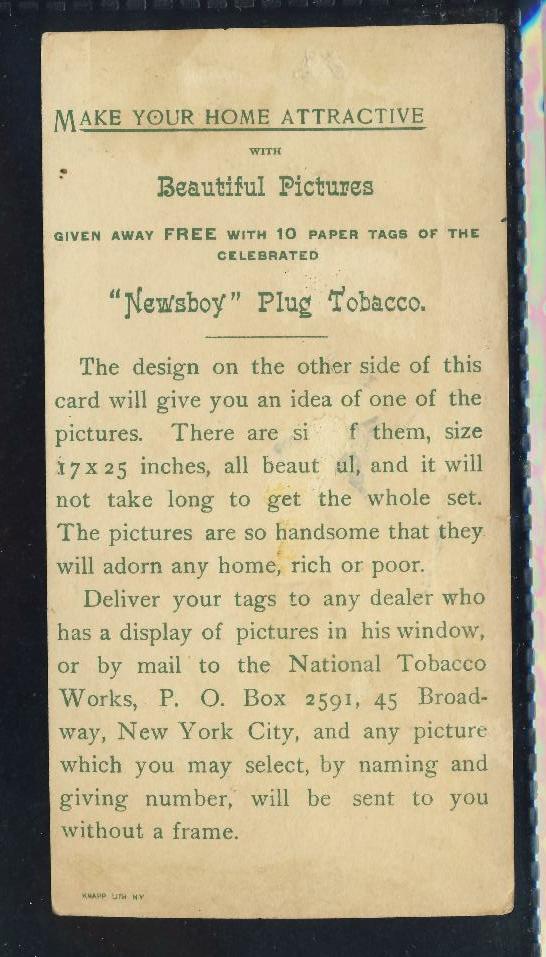 MAKE YOUR HOME ATTRACTIVE
WITH
Beautiful Pictures
GIVEN AWAY FREE WITH 10 PAPER TAGS OF THE
CELEBRATED
"Newsboy" Plug Tobacco.
The design on the other side of this
card will give you an idea of one of the
pictures. There are si f them, size
17 x 25 inches, all beaut ul, and it will
not take long to get the whole set.
The pictures are so handsome that they
will adorn any home, rich or poor.
Deliver your tags to any dealer who
has a display of pictures in his window,
or by mail to the National Tobacco
Works, P. O. Box 2591, 45 Broad-
way, New York City, and any picture
which you may select, by naming and
giving number, will be sent to you
without a frame.
KNAPP LITH N.Y